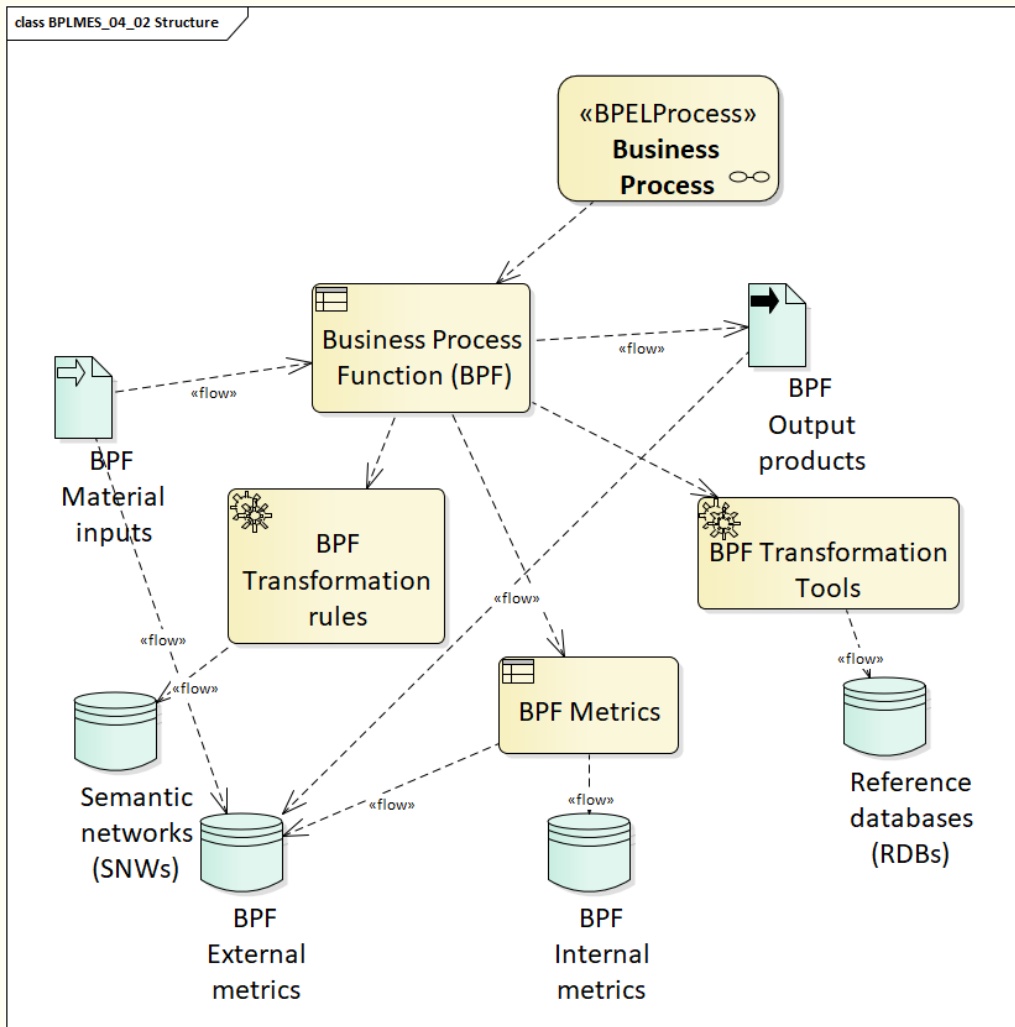 class BPLMES_04_02 Structure
«BPELProcess»
Business
Process
Business Process
Function (BPF)
«flow»
«flow»
BPF
Output
products
BPF
Material
inputs
BPF
Transformation
rules
BPF Transformation
Tools
«flow»
«flow»
«flow»
«flow»
BPF Metrics
Semantic
networks
(SNWs)
«flow»
«flow»
Reference
databases
(RDBs)
BPF
External
metrics
BPF
Internal
metrics